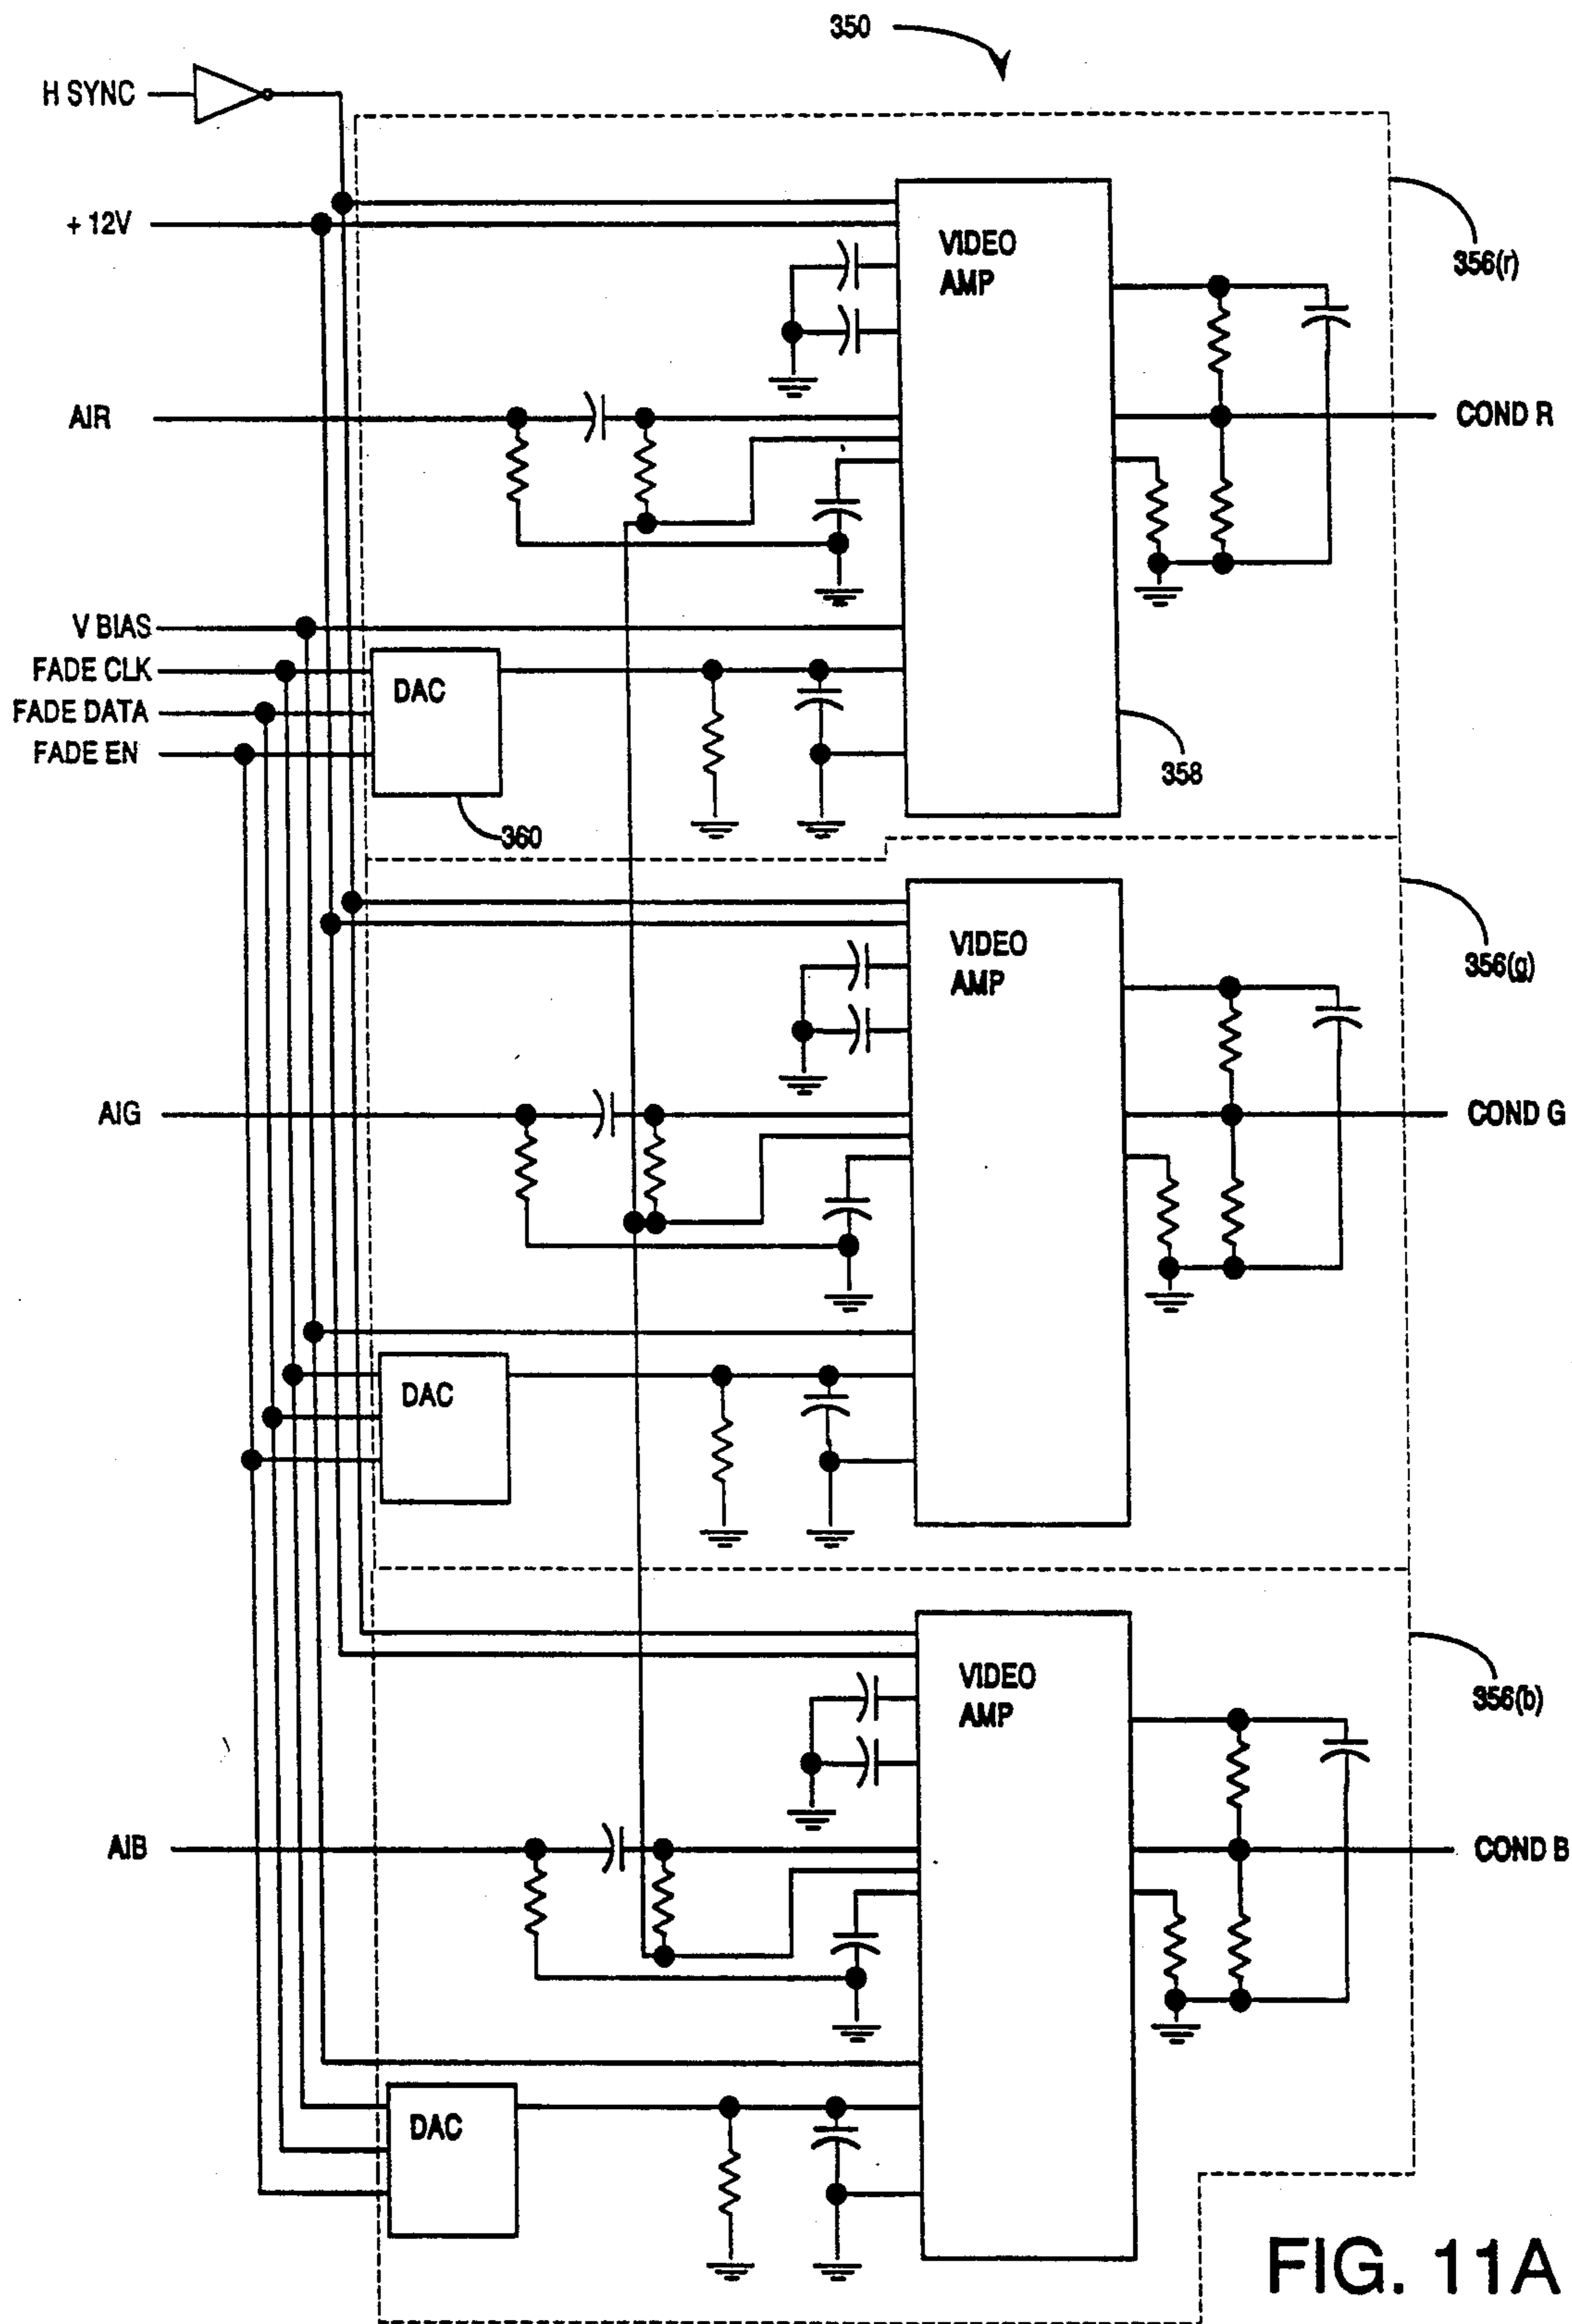 350
H SYNC
+ 12V
VIDEO
AMP
356(r)
AIR
COND R
V BIAS
FADE CLK
DAC
FADE DATA
FADE EN
358
360
VIDEO
AMP
356(g)
AIG
COND G
DAC
VIDEO
AMP
356(b)
AIB
COND B
DAC
FIG. 11A